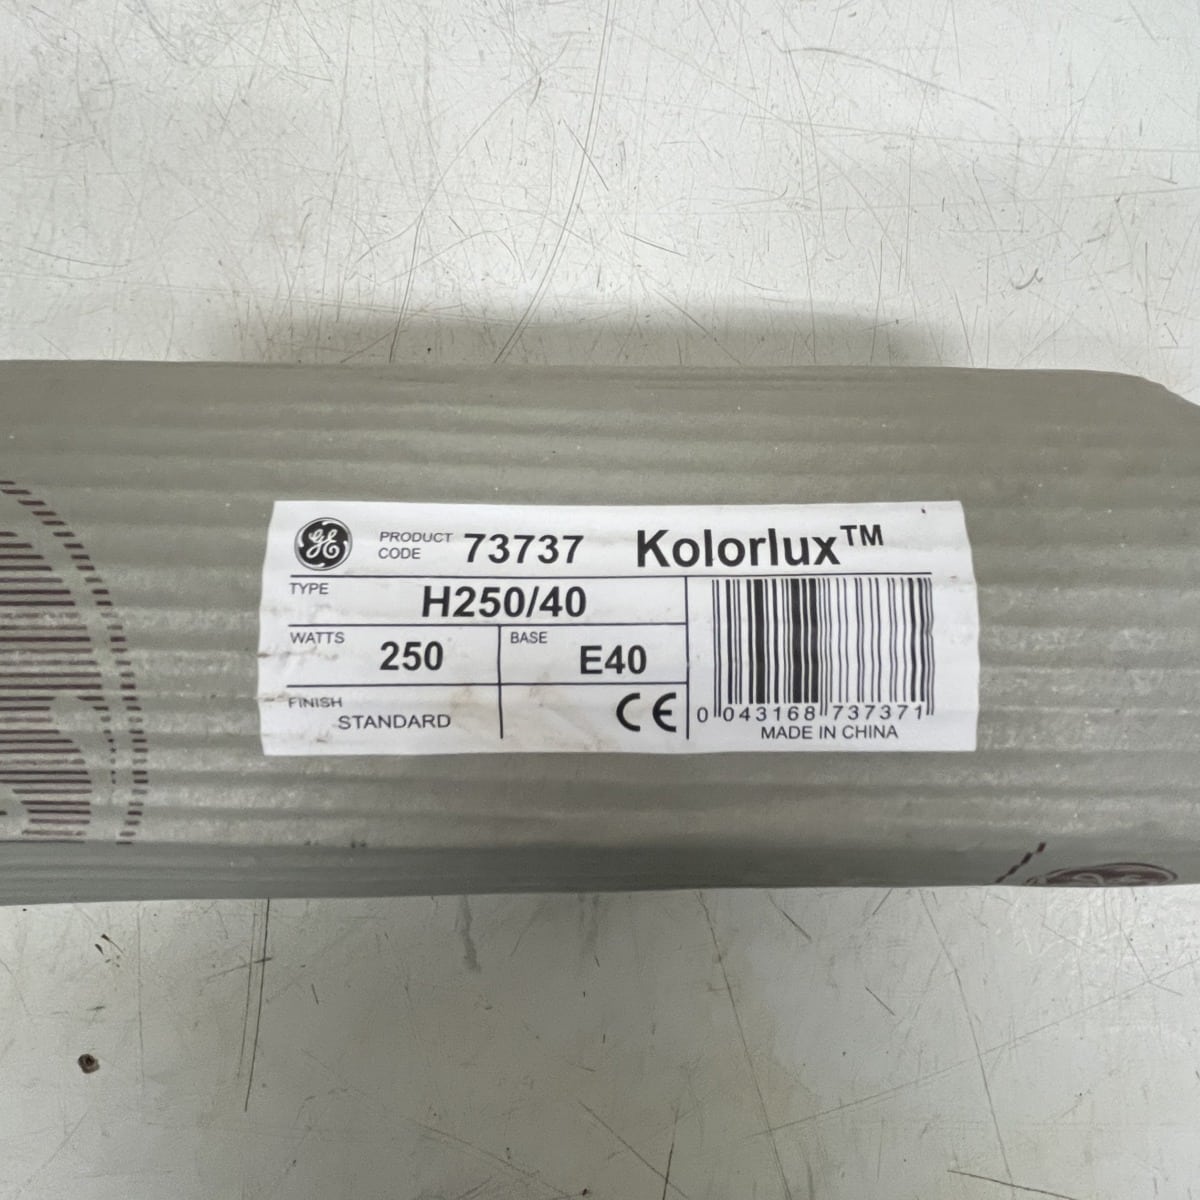 GE PRODUCT CODE 73737 Kolorlux™
TYPE
H250/40
WATTS 250 BASE E40
FINISH STANDARD CE
0 043168 737371
MADE IN CHINA